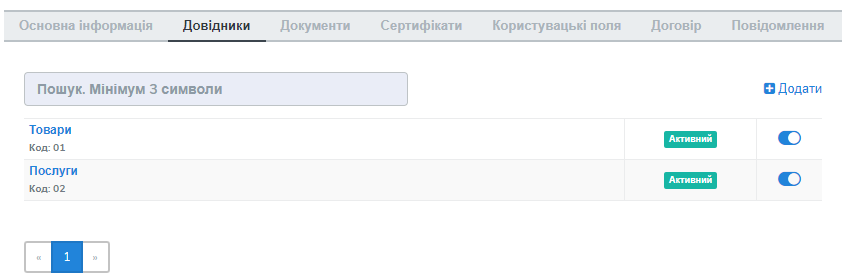 Основна інформація Довідники Документи Сертифікати Користувацькі поля Договір Повідомлення
Пошук. Мінімум 3 символи
Додати
Товари
Код: 01
Активний
Послуги
Код: 02
Активний
« 1 »